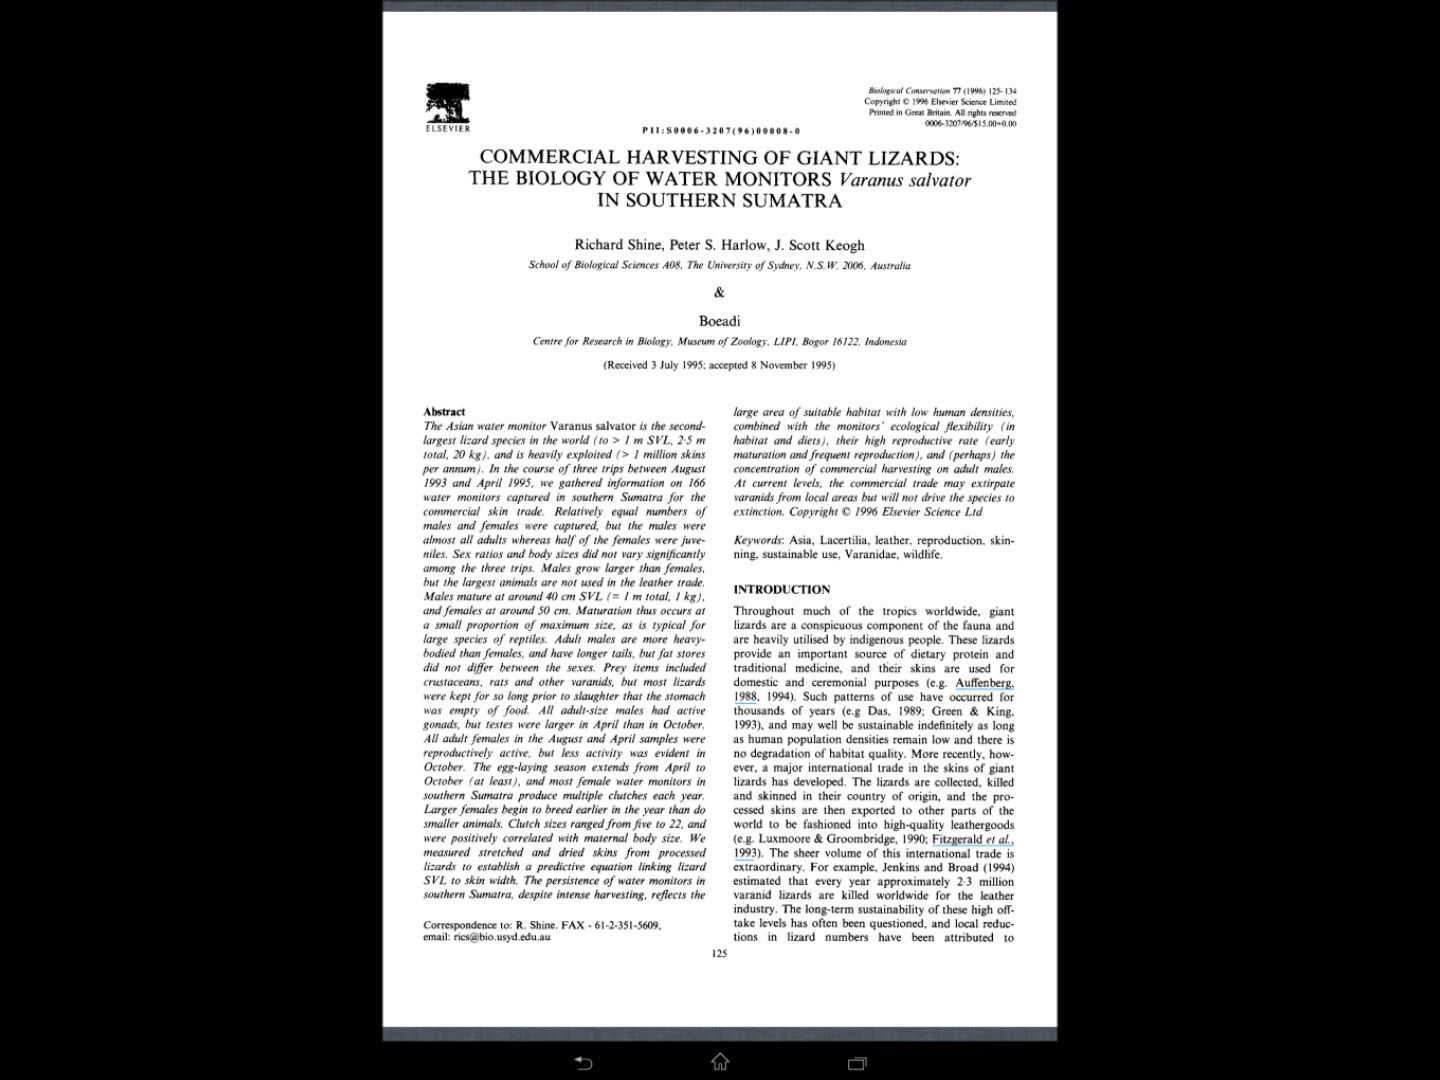 ELSEVIER
Biological Conservation 77 (1996) 125-134
Copyright © 1996 Elsevier Science Limited
Printed in Great Britain. All rights reserved
0006-3207/96/$15.00+0.00
PII:S0006-3207(96)00008-0
COMMERCIAL HARVESTING OF GIANT LIZARDS:
THE BIOLOGY OF WATER MONITORS Varanus salvator
IN SOUTHERN SUMATRA
Richard Shine, Peter S. Harlow, J. Scott Keogh
School of Biological Sciences A08, The University of Sydney, N.S.W. 2006, Australia
&
Boeadi
Centre for Research in Biology, Museum of Zoology, LIPI, Bogor 16122, Indonesia
(Received 3 July 1995; accepted 8 November 1995)
Abstract
The Asian water monitor Varanus salvator is the second-
largest lizard species in the world (to > 1 m SVL, 2·5 m
total, 20 kg), and is heavily exploited (> 1 million skins
per annum). In the course of three trips between August
1993 and April 1995, we gathered information on 166
water monitors captured in southern Sumatra for the
commercial skin trade. Relatively equal numbers of
males and females were captured, but the males were
almost all adults whereas half of the females were juve-
niles. Sex ratios and body sizes did not vary significantly
among the three trips. Males grow larger than females,
but the largest animals are not used in the leather trade.
Males mature at around 40 cm SVL (= 1 m total, 1 kg),
and females at around 50 cm. Maturation thus occurs at
a small proportion of maximum size, as is typical for
large species of reptiles. Adult males are more heavy-
bodied than females, and have longer tails, but fat stores
did not differ between the sexes. Prey items included
crustaceans, rats and other varanids, but most lizards
were kept for so long prior to slaughter that the stomach
was empty of food. All adult-size males had active
gonads, but testes were larger in April than in October.
All adult females in the August and April samples were
reproductively active, but less activity was evident in
October. The egg-laying season extends from April to
October (at least), and most female water monitors in
southern Sumatra produce multiple clutches each year.
Larger females begin to breed earlier in the year than do
smaller animals. Clutch sizes ranged from five to 22, and
were positively correlated with maternal body size. We
measured stretched and dried skins from processed
lizards to establish a predictive equation linking lizard
SVL to skin width. The persistence of water monitors in
southern Sumatra, despite intense harvesting, reflects the
Correspondence to: R. Shine. FAX - 61-2-351-5609,
email: rics@bio.usyd.edu.au
large area of suitable habitat with low human densities,
combined with the monitors' ecological flexibility (in
habitat and diets), their high reproductive rate (early
maturation and frequent reproduction), and (perhaps) the
concentration of commercial harvesting on adult males.
At current levels, the commercial trade may extirpate
varanids from local areas but will not drive the species to
extinction. Copyright © 1996 Elsevier Science Ltd
Keywords: Asia, Lacertilia, leather, reproduction, skin-
ning, sustainable use, Varanidae, wildlife.
INTRODUCTION
Throughout much of the tropics worldwide, giant
lizards are a conspicuous component of the fauna and
are heavily utilised by indigenous people. These lizards
provide an important source of dietary protein and
traditional medicine, and their skins are used for
domestic and ceremonial purposes (e.g. Auffenberg,
1988, 1994). Such patterns of use have occurred for
thousands of years (e.g Das, 1989; Green & King,
1993), and may well be sustainable indefinitely as long
as human population densities remain low and there is
no degradation of habitat quality. More recently, how-
ever, a major international trade in the skins of giant
lizards has developed. The lizards are collected, killed
and skinned in their country of origin, and the pro-
cessed skins are then exported to other parts of the
world to be fashioned into high-quality leathergoods
(e.g. Luxmoore & Groombridge, 1990; Fitzgerald et al.,
1993). The sheer volume of this international trade is
extraordinary. For example, Jenkins and Broad (1994)
estimated that every year approximately 2·3 million
varanid lizards are killed worldwide for the leather
industry. The long-term sustainability of these high off-
take levels has often been questioned, and local reduc-
tions in lizard numbers have been attributed to
125